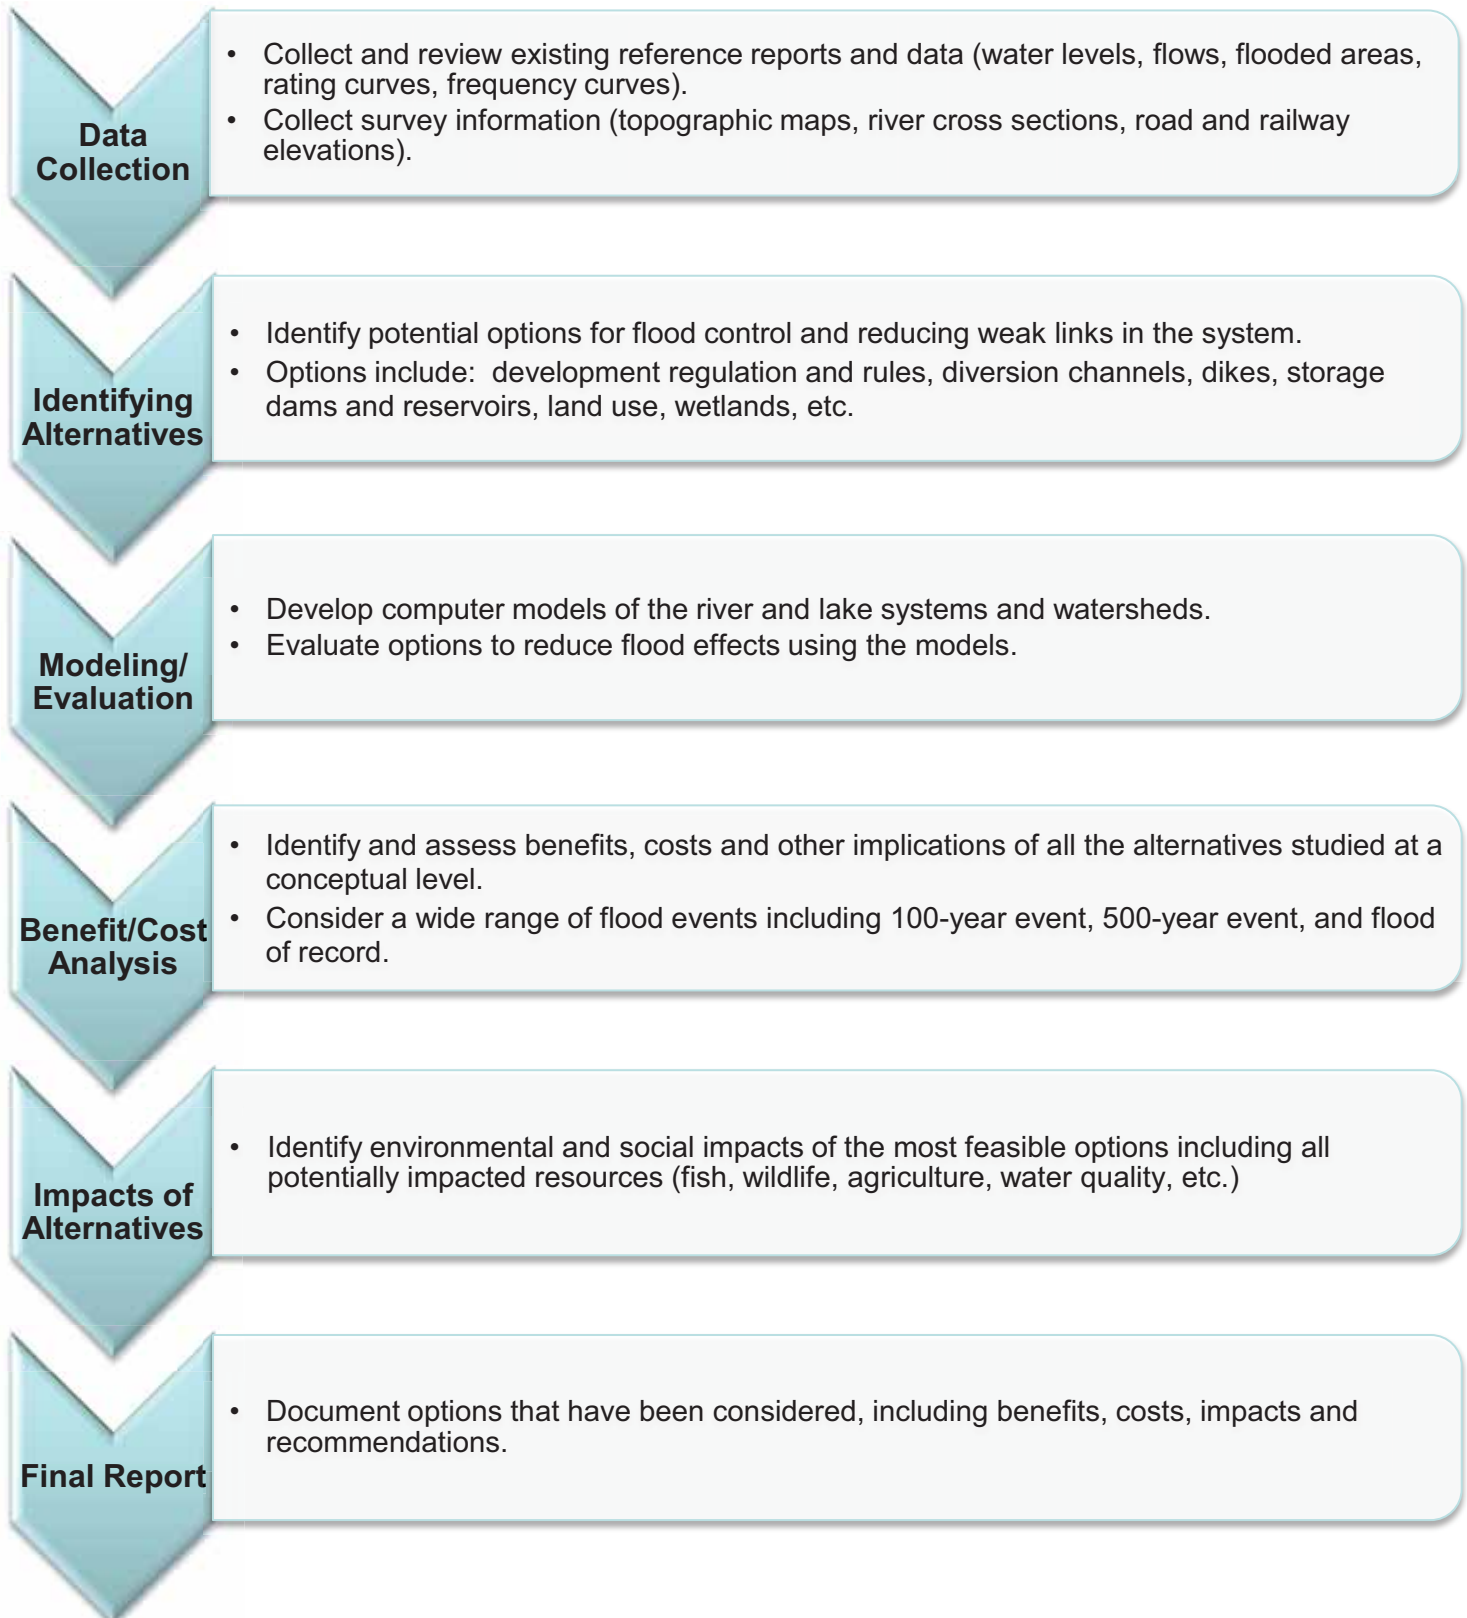 Data
Collection
• Collect and review existing reference reports and data (water levels, flows, flooded areas,
rating curves, frequency curves).
• Collect survey information (topographic maps, river cross sections, road and railway
elevations).
Identifying
Alternatives
• Identify potential options for flood control and reducing weak links in the system.
• Options include:  development regulation and rules, diversion channels, dikes, storage
dams and reservoirs, land use, wetlands, etc.
Modeling/
Evaluation
• Develop computer models of the river and lake systems and watersheds.
• Evaluate options to reduce flood effects using the models.
Benefit/Cost
Analysis
• Identify and assess benefits, costs and other implications of all the alternatives studied at a
conceptual level.
• Consider a wide range of flood events including 100-year event, 500-year event, and flood
of record.
Impacts of
Alternatives
• Identify environmental and social impacts of the most feasible options including all
potentially impacted resources (fish, wildlife, agriculture, water quality, etc.)
Final Report
• Document options that have been considered, including benefits, costs, impacts and
recommendations.